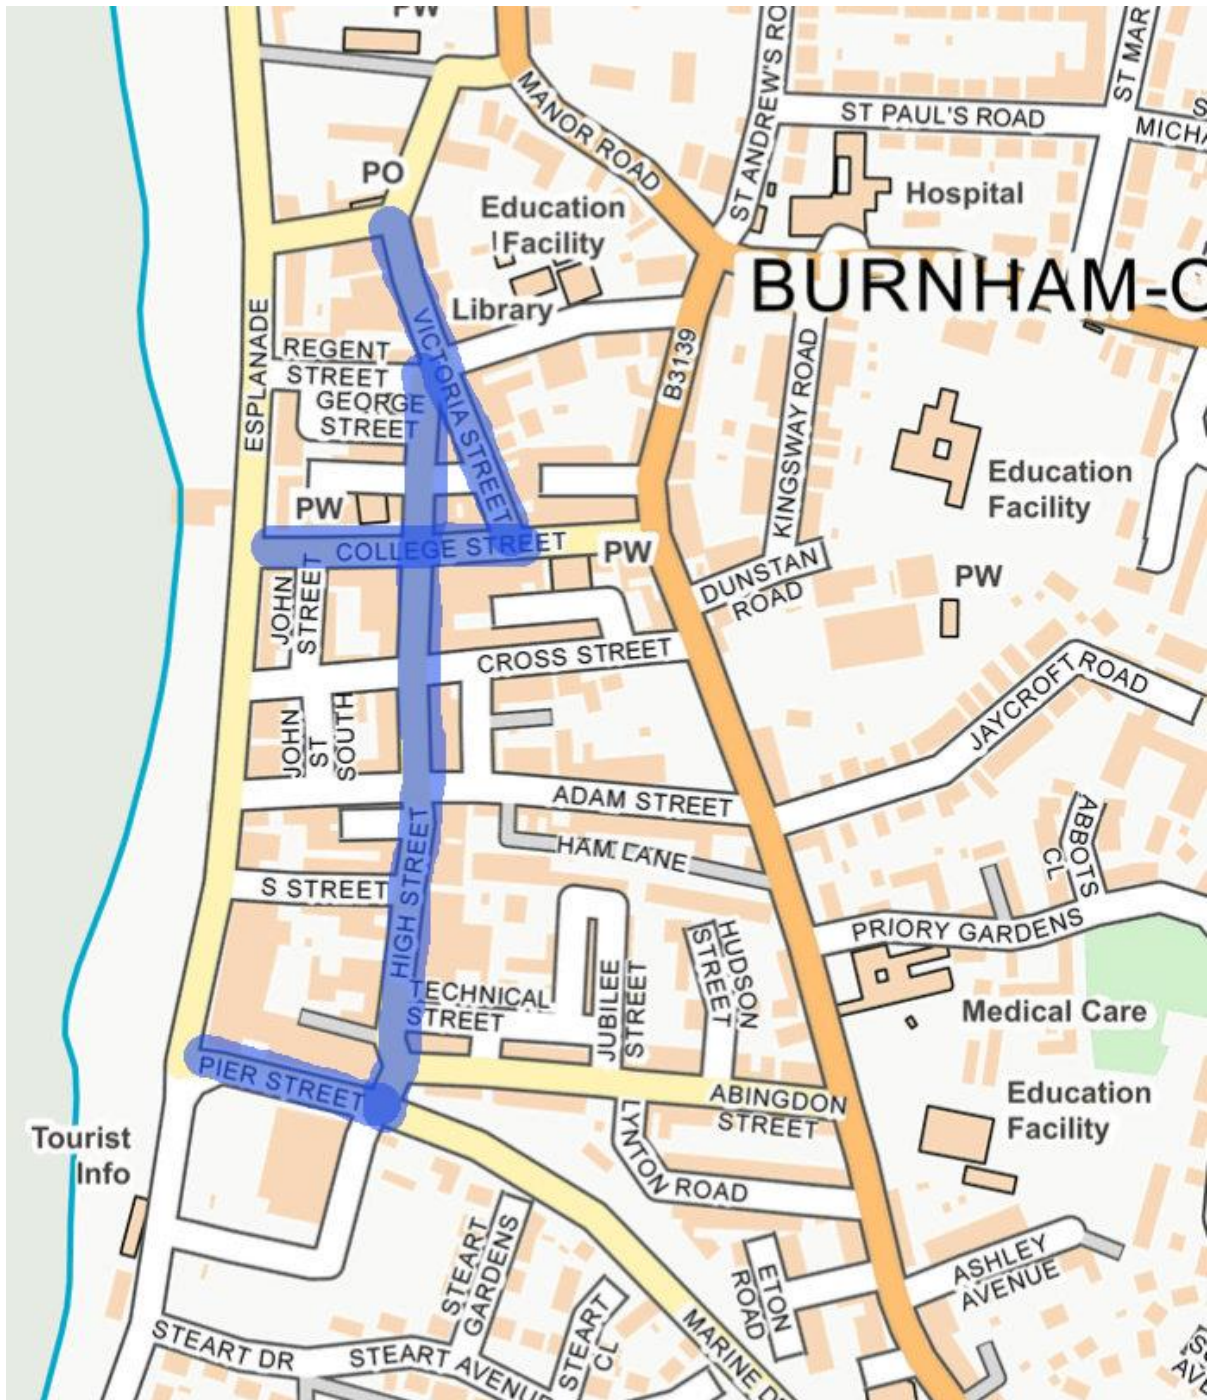 PW
MANOR ROAD
ST ANDREW'S RO
ST MAR
ST PAUL'S ROAD
MICHA
PO
Education
Facility
Hospital
BURNHAM-O
Library
VICTORIA STREET
ESPLANADE
REGENT
STREET
GEORGE
STREET
B3139
KINGSWAY ROAD
Education
Facility
PW
COLLEGE STREET
PW
DUNSTAN
ROAD
PW
JOHN
STREET
CROSS STREET
JAYCROFT ROAD
JOHN
ST
SOUTH
ADAM STREET
HAM LANE
ABBOTS
CL
HIGH STREET
S STREET
PRIORY GARDENS
HUDSON
STREET
TECHNICAL
STREET
JUBILEE
STREET
Medical Care
PIER STREET
ABINGDON
STREET
Education
Facility
Tourist
Info
LYNTON ROAD
STEART
GARDENS
ETON
ROAD
ASHLEY
AVENUE
STEART
CL
MARINE D
STEART DR
STEART AVENUE
AVE